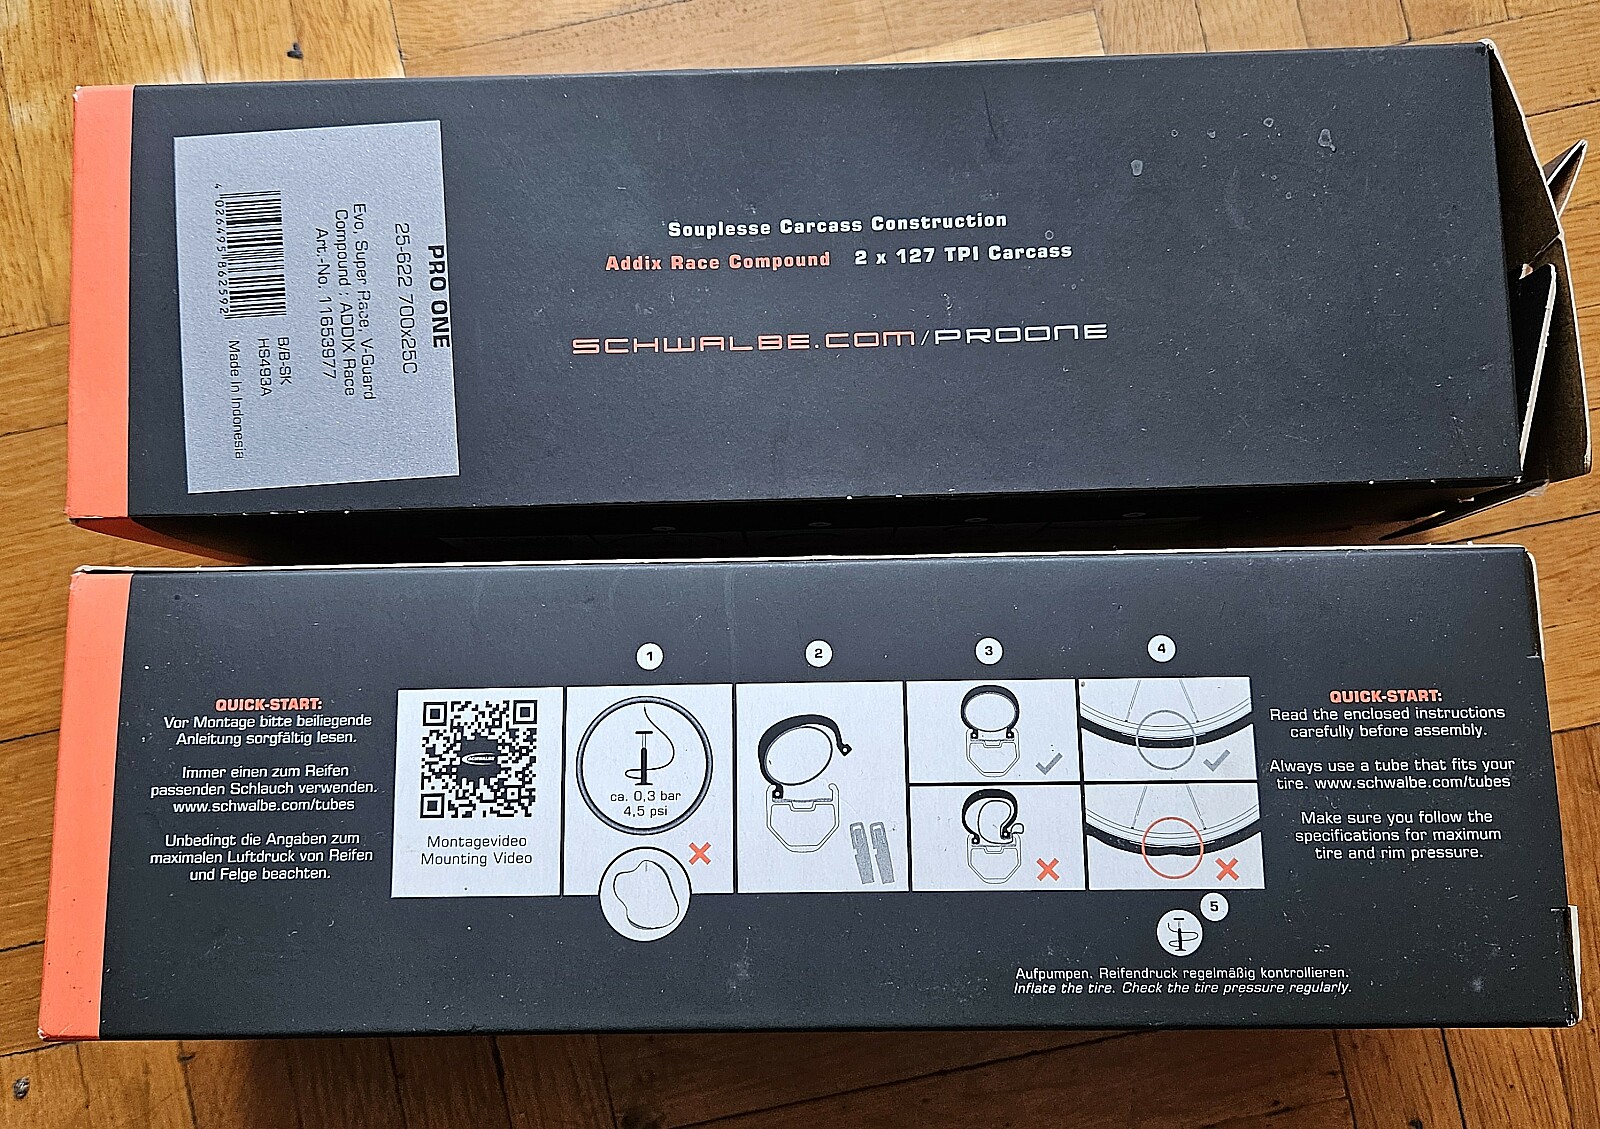 PRO ONE
25-622 700x25C
Evo, Super Race, V-Guard
Compound : ADDIX Race
Art.-No. 11653977
4 026495 862592
B/B-SK
HS493A
Made in Indonesia
Souplesse Carcass Construction
Addix Race Compound 2 x 127 TPI Carcass
SCHWALBE.COM/PROONE
QUICK-START:
Vor Montage bitte beiliegende
Anleitung sorgfältig lesen.
Immer einen zum Reifen
passenden Schlauch verwenden.
www.schwalbe.com/tubes
Unbedingt die Angaben zum
maximalen Luftdruck von Reifen
und Felge beachten.
SCHWALBE
Montagevideo
Mounting Video
1
ca. 0,3 bar
4,5 psi
2
3
4
5
Aufpumpen. Reifendruck regelmäßig kontrollieren.
Inflate the tire. Check the tire pressure regularly.
QUICK-START:
Read the enclosed instructions
carefully before assembly.
Always use a tube that fits your
tire. www.schwalbe.com/tubes
Make sure you follow the
specifications for maximum
tire and rim pressure.